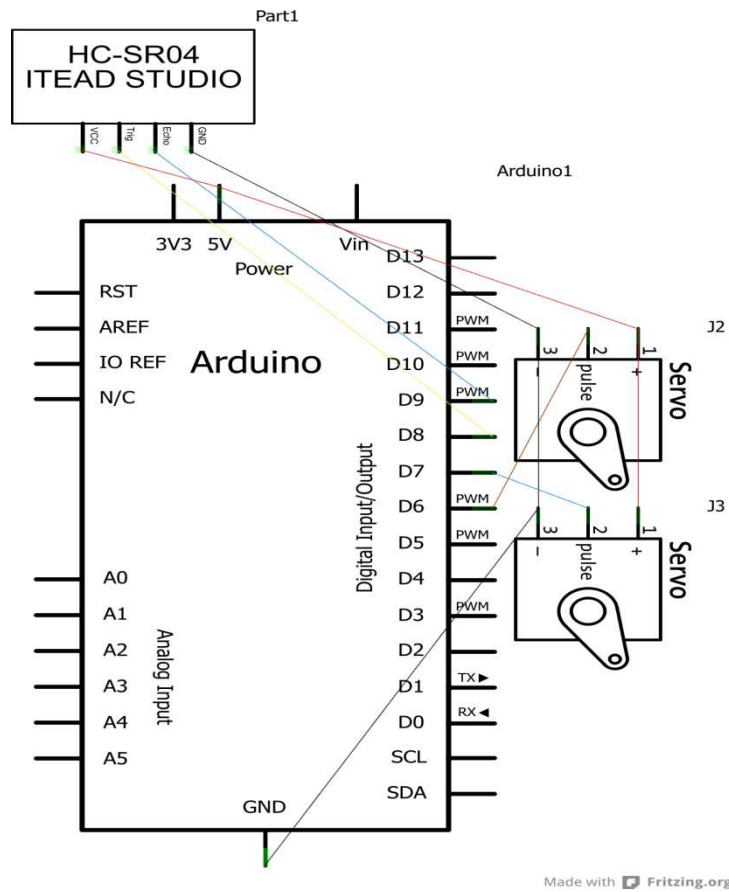 Part1
HC-SR04
ITEAD STUDIO
VCC
Trig
Echo
GND
Arduino1
3V3
5V
Vin
Power
D13
RST
D12
AREF
D11
PWM
J2
IO REF
D10
PWM
Arduino
N/C
D9
PWM
D8
D7
D6
PWM
D5
PWM
D4
D3
PWM
D2
D1
TX
D0
RX
SCL
SDA
Digital Input/Output
3
2
1
-
pulse
+
Servo
J3
3
2
1
-
pulse
+
Servo
A0
A1
A2
A3
A4
A5
Analog Input
GND
Made with Fritzing.org